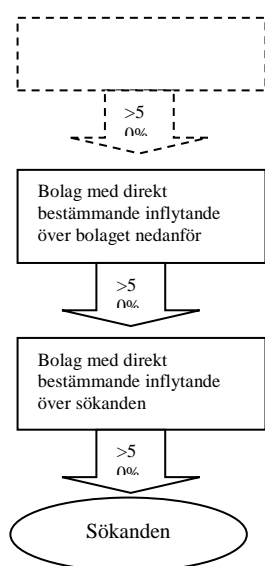 >5
0%
Bolag med direkt
bestämmande inflytande
över bolaget nedanför
>5
0%
Bolag med direkt
bestämmande inflytande
över sökanden
>5
0%
Sökanden